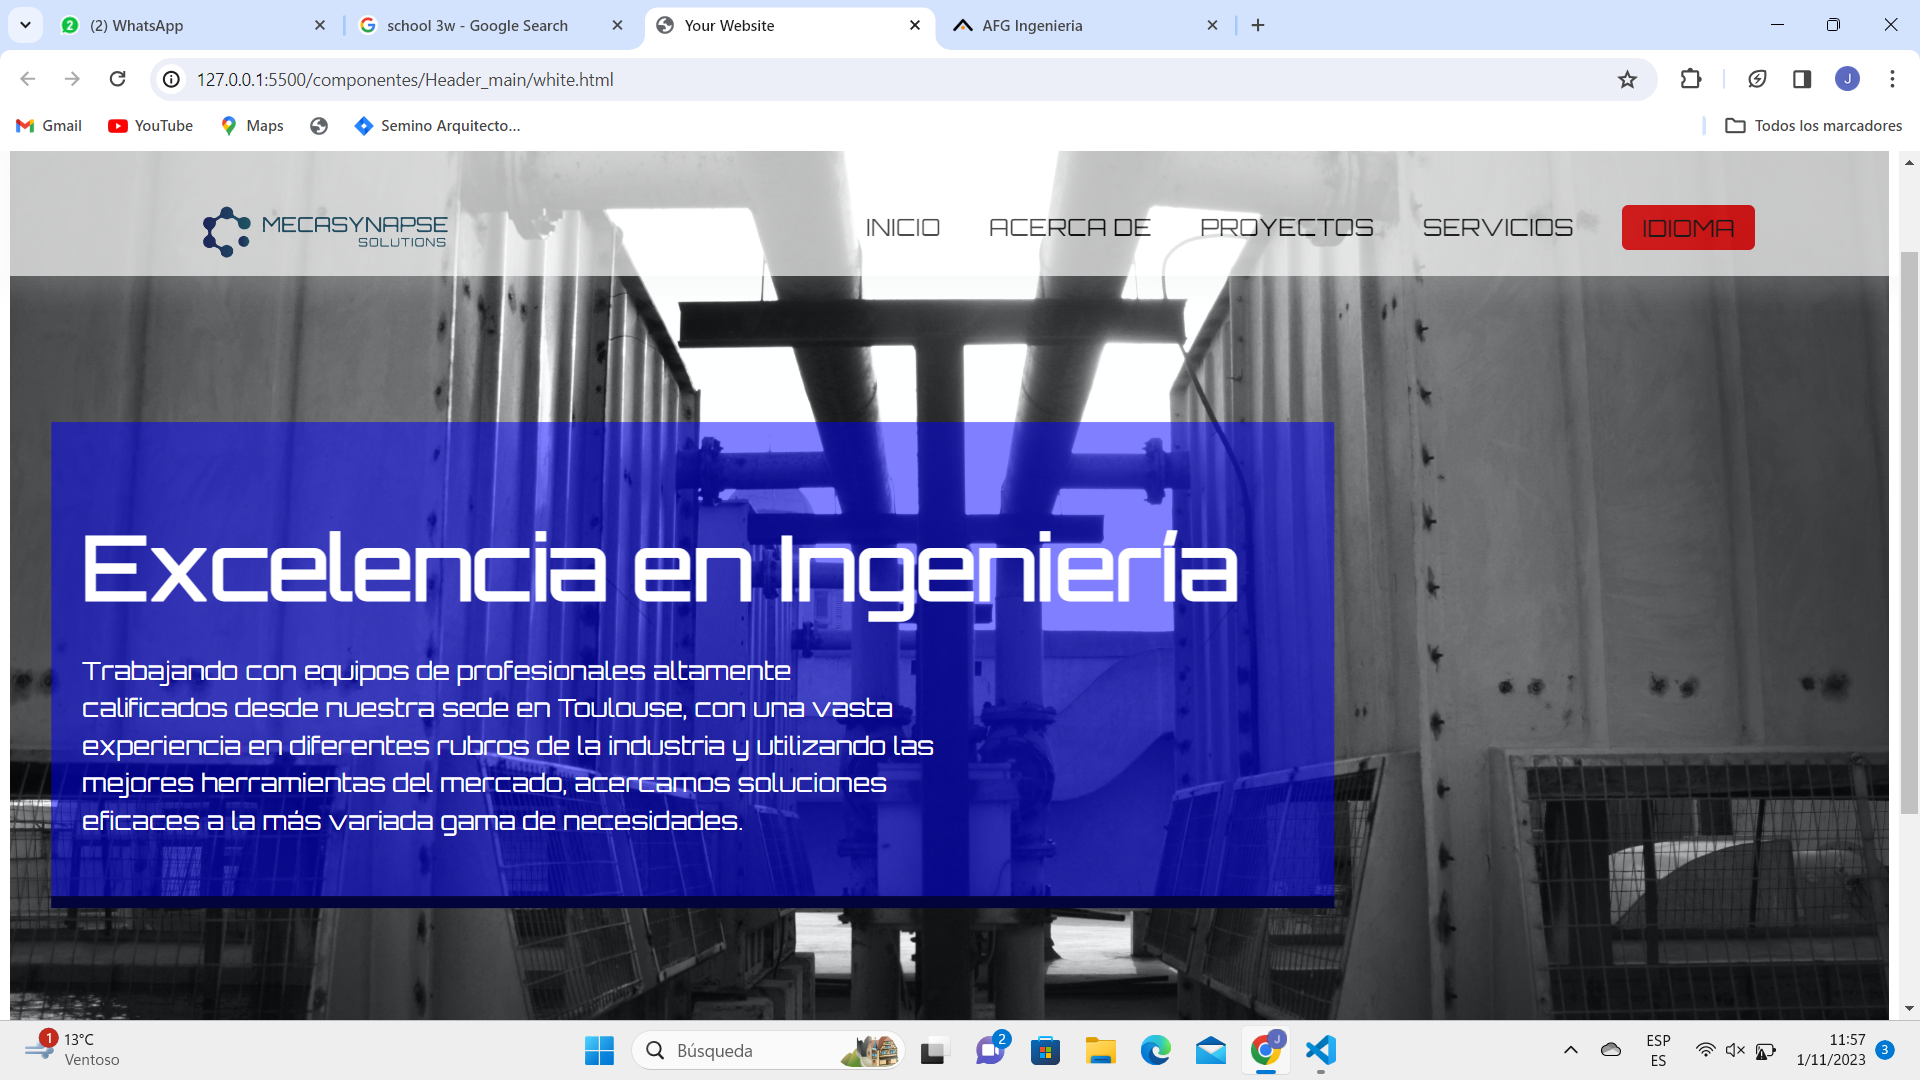 (2) WhatsApp
school 3w - Google Search
Your Website
AFG Ingenieria
127.0.0.1:5500/componentes/Header_main/white.html
J
Gmail
YouTube
Maps
Semino Arquitecto...
Todos los marcadores
MECASYNAPSE
SOLUTIONS
INICIO
ACERCA DE
PROYECTOS
SERVICIOS
IDIOMA
Excelencia en Ingeniería
Trabajando con equipos de profesionales altamente
calificados desde nuestra sede en Toulouse, con una vasta
experiencia en diferentes rubros de la industria y utilizando las
mejores herramientas del mercado, acercamos soluciones
eficaces a la más variada gama de necesidades.
1
13°C
Ventoso
Búsqueda
2
J
ESP
ES
11:57
1/11/2023
3